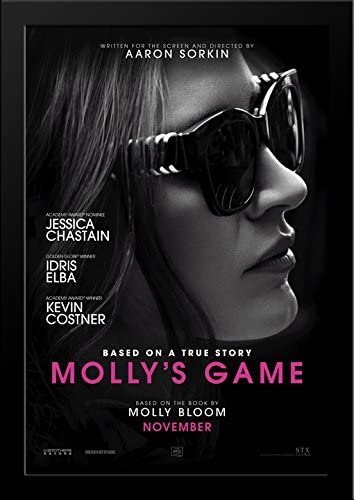 WRITTEN FOR THE SCREEN AND DIRECTED BY
AARON SORKIN
ACADEMY AWARD® NOMINEE
JESSICA
CHASTAIN
GOLDEN GLOBE® WINNER
IDRIS
ELBA
ACADEMY AWARD® WINNER
KEVIN
COSTNER
BASED ON A TRUE STORY
MOLLY'S GAME
BASED ON THE BOOK BY
MOLLY BLOOM
NOVEMBER
STX